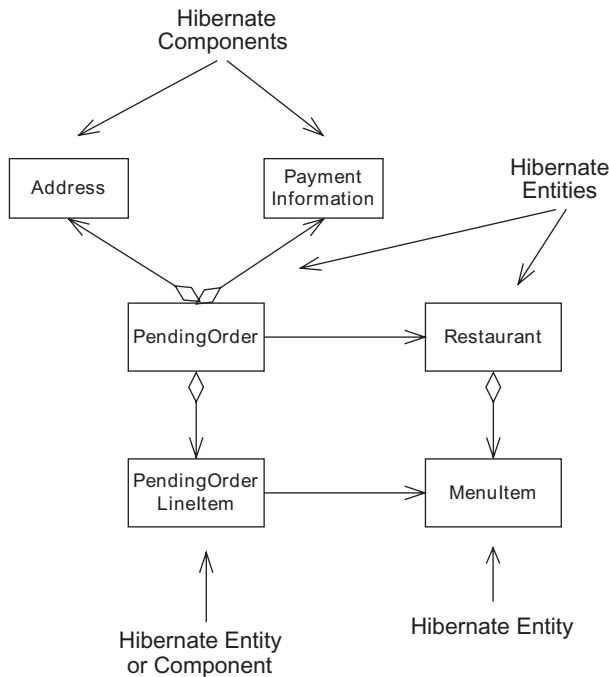 Hibernate
Components
Address
Payment
Information
Hibernate
Entities
PendingOrder
Restaurant
PendingOrder
LineItem
MenuItem
Hibernate Entity
or Component
Hibernate Entity